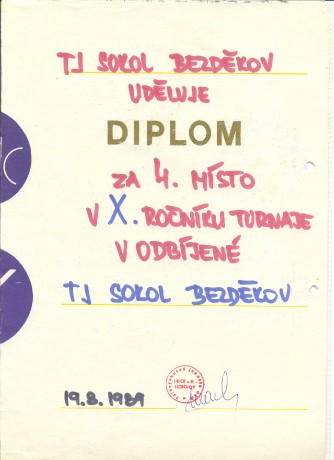 TJ SOKOL BEZDĚKOV
UDĚLUJE
DIPLOM
ZA 4. MÍSTO
V X. ROČNÍKU TURNAJE
V ODBÍJENÉ
TJ SOKOL BEZDĚKOV
19.8.1989